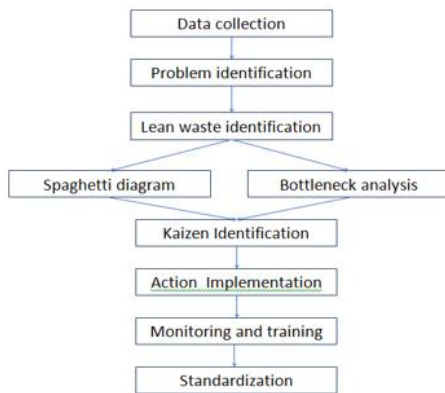 Data collection
Problem identification
Lean waste identification
Spaghetti diagram
Bottleneck analysis
Kaizen Identification
Action Implementation
Monitoring and training
Standardization